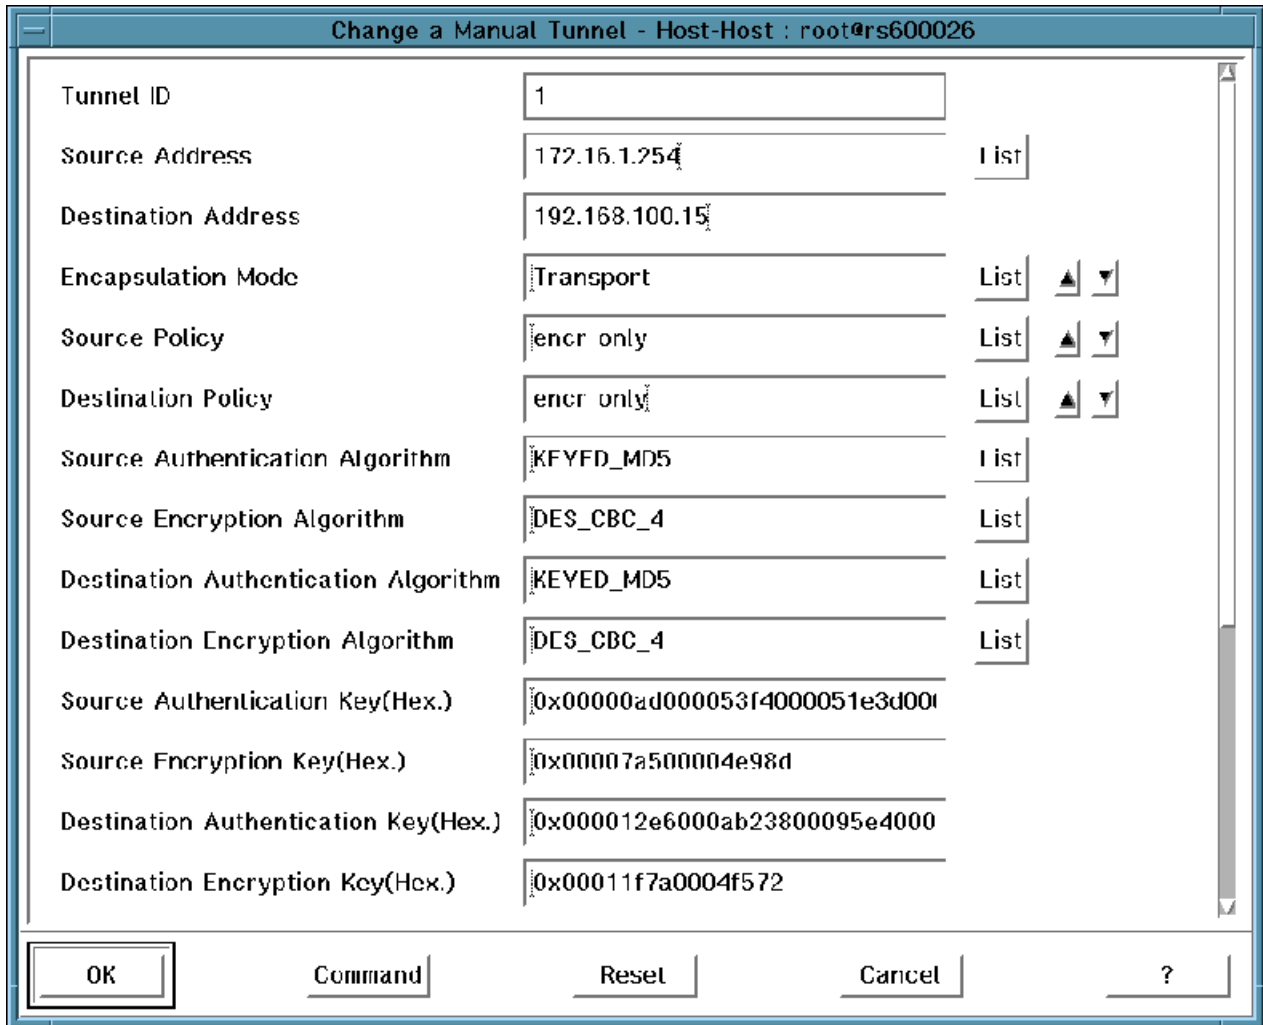 Change a Manual Tunnel - Host-Host : root@rs600026
Tunnel ID 1
Source Address 172.16.1.254 List
Destination Address 192.168.100.15
Encapsulation Mode Transport List
Source Policy encr only List
Destination Policy encr only List
Source Authentication Algorithm KEYED_MD5 List
Source Encryption Algorithm DES_CBC_4 List
Destination Authentication Algorithm KEYED_MD5 List
Destination Encryption Algorithm DES_CBC_4 List
Source Authentication Key(Hex.) 0x00000ad000053f4000051e3d00
Source Encryption Key(Hex.) 0x00007a500004e98d
Destination Authentication Key(Hex.) 0x000012e6000ab23800095e4000
Destination Encryption Key(Hex.) 0x00011f7a0004f572
OK Command Reset Cancel ?